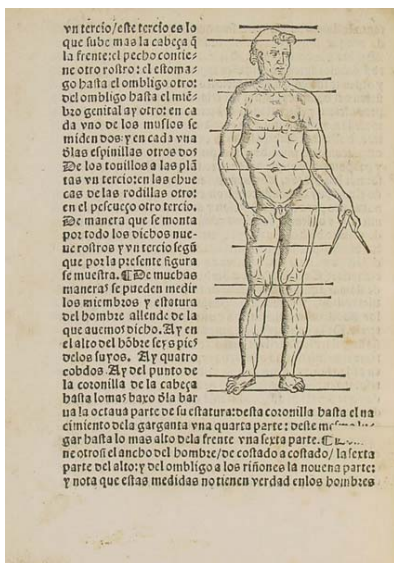 vn tercio/este tercio es lo
que sube mas la cabeça q̃
la frente:el pecho contie-
ne otro rostro: el estoma-
go hasta el ombligo otro:
del ombligo hasta el miẽ-
bro genital ay otro: en ca
da vno de los muslos se
miden dos: y en cada vna
dlas espinillas otros dos
De los touillos a las plã
tas vn tercio: en las chue
cas de las rodillas otro:
en el pescueço otro tercio.
De manera que se monta
por todo los dichos nue-
ue rostros y vn tercio segũ
que por la presente figura
se muestra. ¶ De muchas
maneras se pueden medir
los miembros y estatura
del hombre allende de la
que auemos dicho. Ay en
el alto del hõbre seys pies
delos suyos. Ay quatro
cobdos. Ay del punto de
la coronilla de la cabeça
hasta lo mas baxo dla bar
ua la octaua parte de su estatura: desta coronilla hasta el na
cimiento dela garganta vna quarta parte: deste
gar hasta lo mas alto dela frente vna sexta parte. ¶
ne otrosi el ancho del hombre/de costado a costado/ la sexta
parte del alto: y del ombligo a los riñones la nouena parte:
y nota que estas medidas no tienen verdad enlos hombres